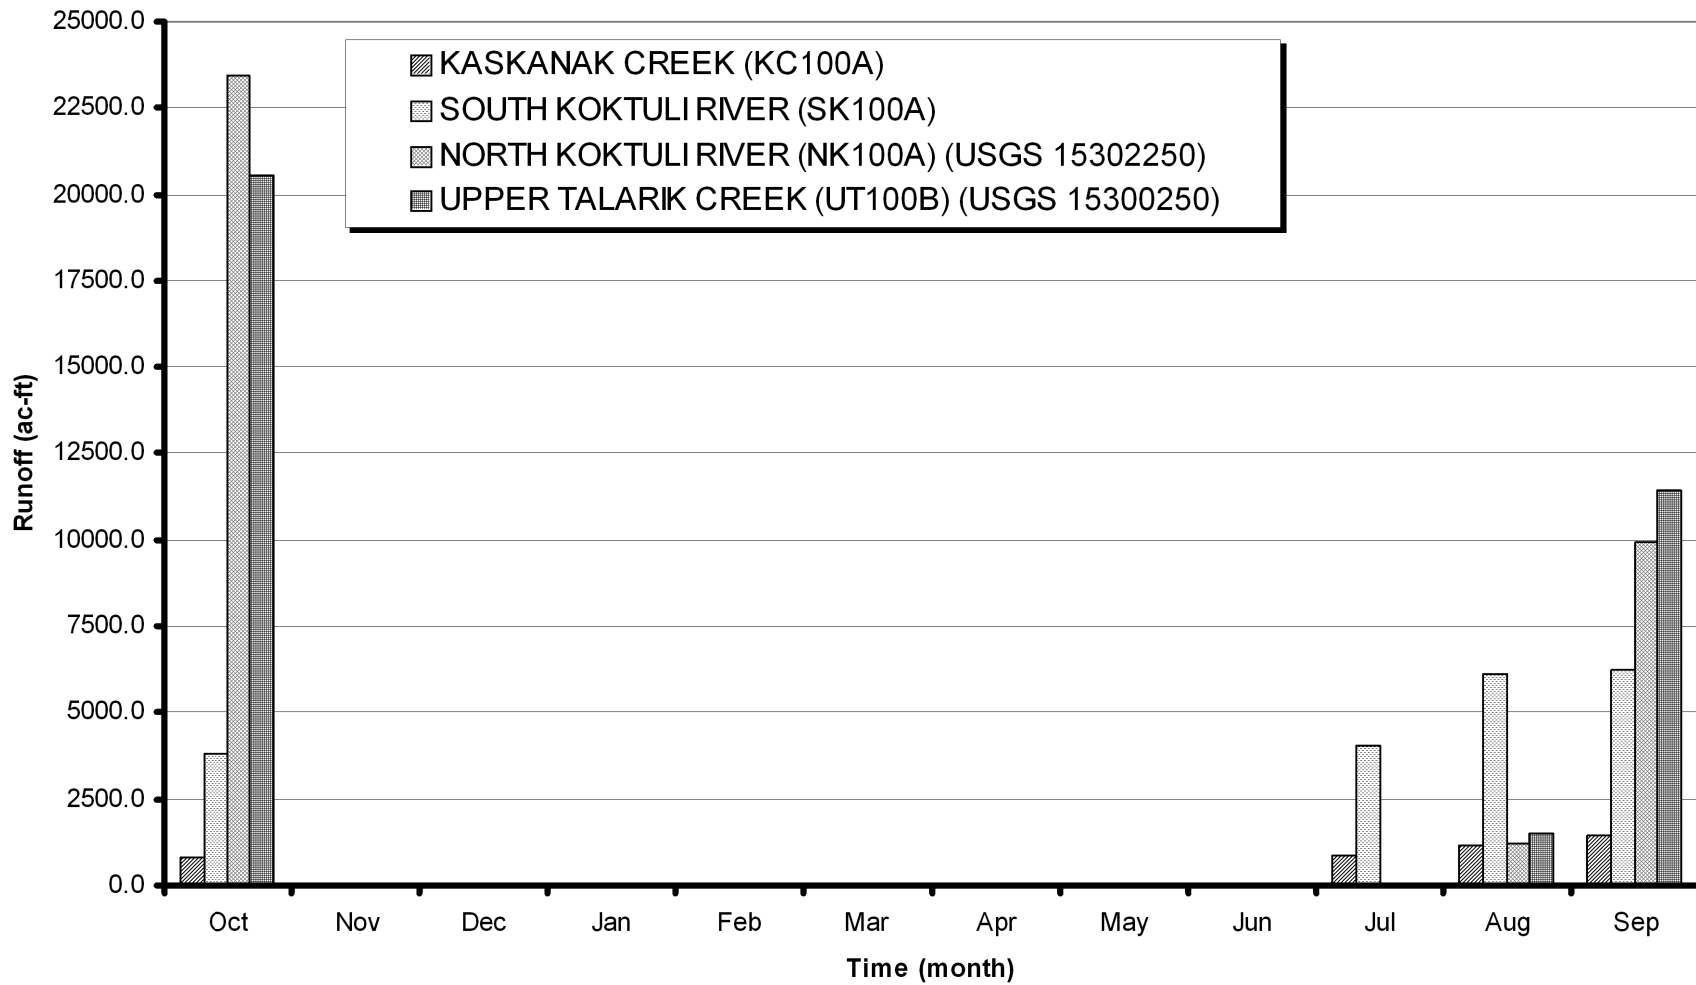 25000.0
22500.0
20000.0
17500.0
15000.0
12500.0
10000.0
7500.0
5000.0
2500.0
0.0
Runoff (ac-ft)
KASKANAK CREEK (KC100A)
SOUTH KOKTULI RIVER (SK100A)
NORTH KOKTULI RIVER (NK100A) (USGS 15302250)
UPPER TALARIK CREEK (UT100B) (USGS 15300250)
Oct Nov Dec Jan Feb Mar Apr May Jun Jul Aug Sep
Time (month)